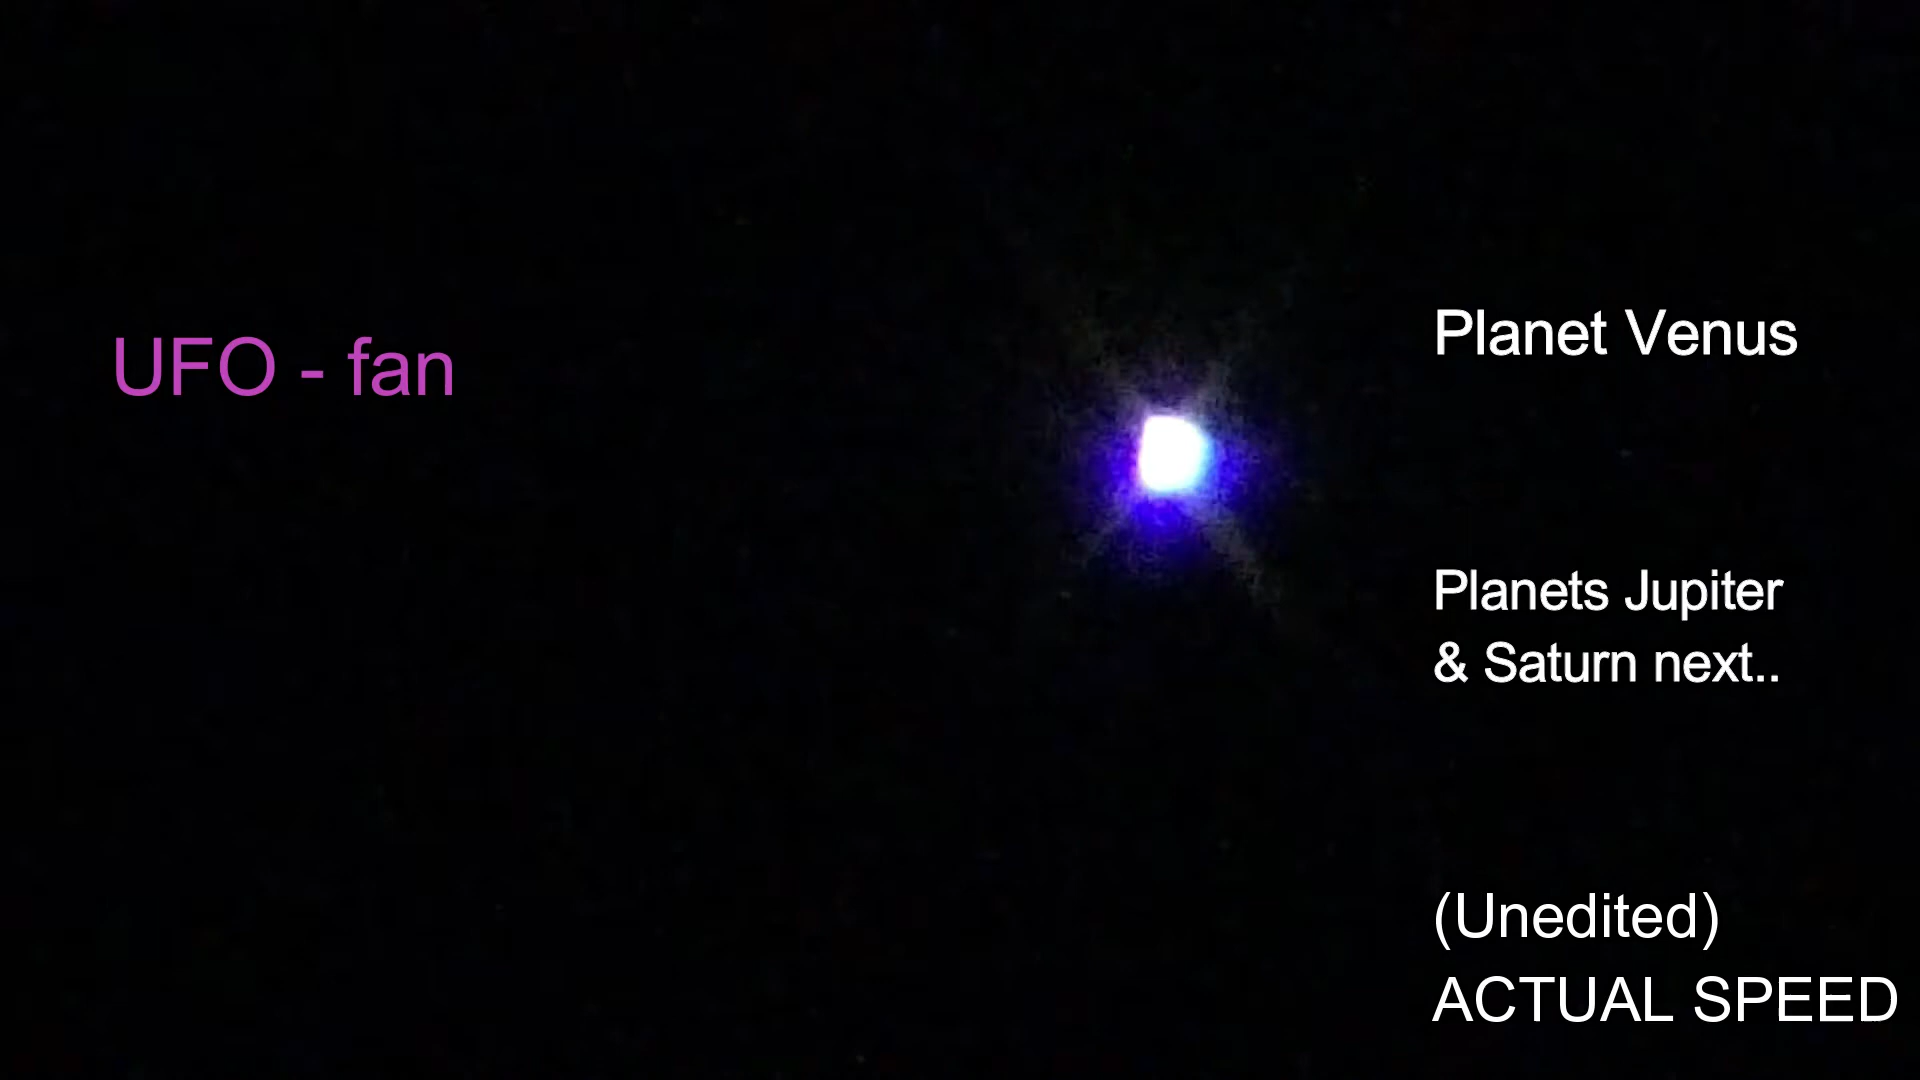 UFO - fan
Planet Venus
Planets Jupiter
& Saturn next..
(Unedited)
ACTUAL SPEED